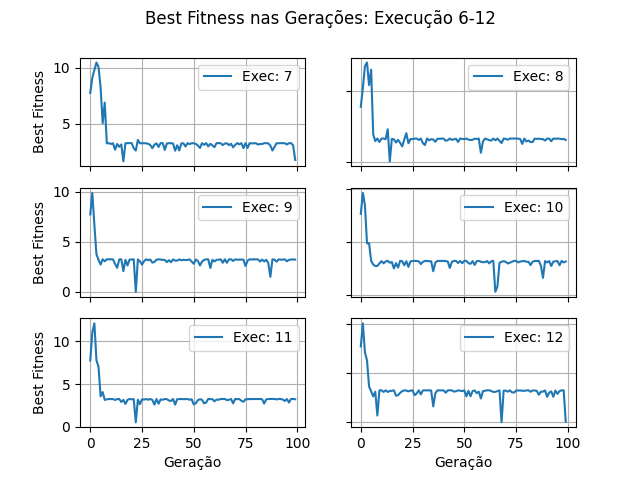 Best Fitness nas Gerações: Execução 6-12
Best Fitness
10
5
Exec: 7
Exec: 8
Best Fitness
10
5
0
Exec: 9
Exec: 10
Best Fitness
10
5
0
Exec: 11
Exec: 12
0 25 50 75 100
0 25 50 75 100
Geração
Geração